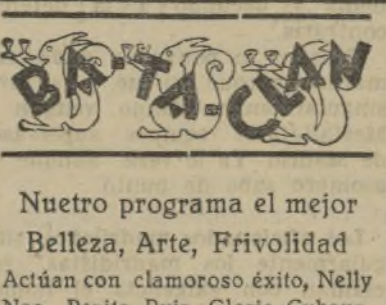 BA-TA-CLAN
Nuetro programa el mejor
Belleza, Arte, Frivolidad
Actúan con clamoroso éxito, Nelly